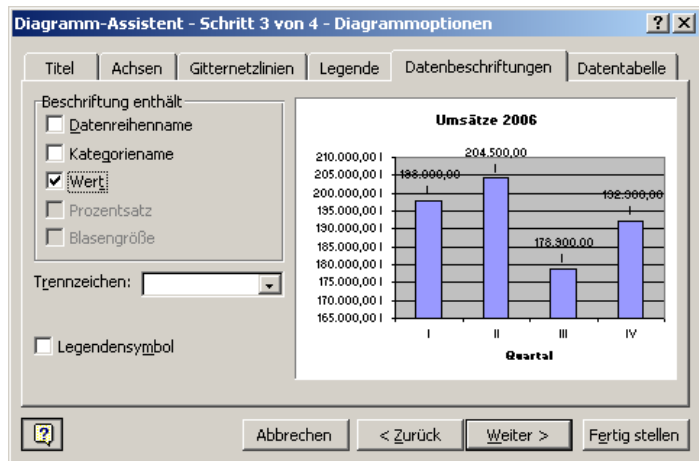 Diagramm-Assistent - Schritt 3 von 4 - Diagrammoptionen
Titel
Achsen
Gitternetzlinien
Legende
Datenbeschriftungen
Datentabelle
Beschriftung enthält
Datenreihenname
Kategoriename
Wert
Prozentsatz
Blasengröße
Trennzeichen:
Legendensymbol
Umsätze 2006
210.000,00 I
205.000,00 I
200.000,00 I
195.000,00 I
190.000,00 I
185.000,00 I
180.000,00 I
175.000,00 I
170.000,00 I
165.000,00 I
204.500,00 I
178.900,00 I
I
II
III
IV
Quartal
Abbrechen
< Zurück
Weiter >
Fertig stellen